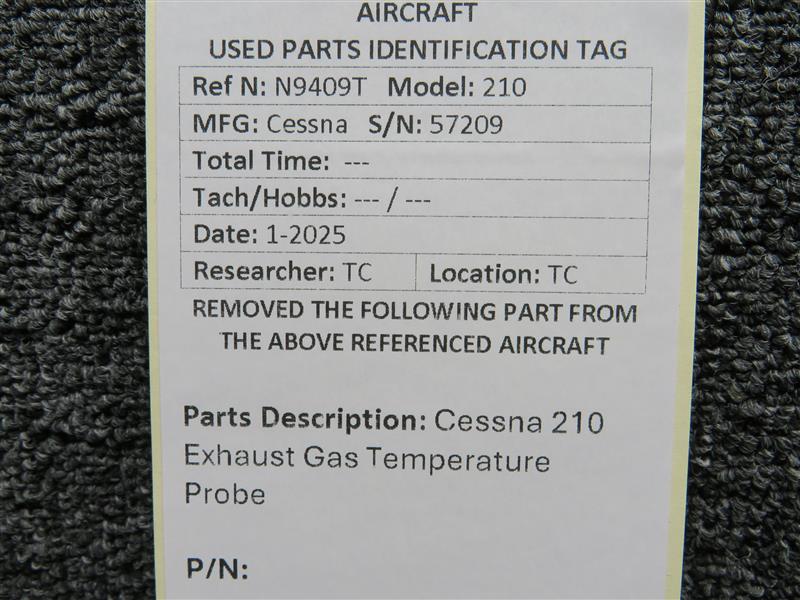 AIRCRAFT
USED PARTS IDENTIFICATION TAG
Ref N: N9409T Model: 210
MFG: Cessna S/N: 57209
Total Time: ---
Tach/Hobbs: --- / ---
Date: 1-2025
Researcher: TC Location: TC
REMOVED THE FOLLOWING PART FROM
THE ABOVE REFERENCED AIRCRAFT
Parts Description: Cessna 210
Exhaust Gas Temperature
Probe
P/N: